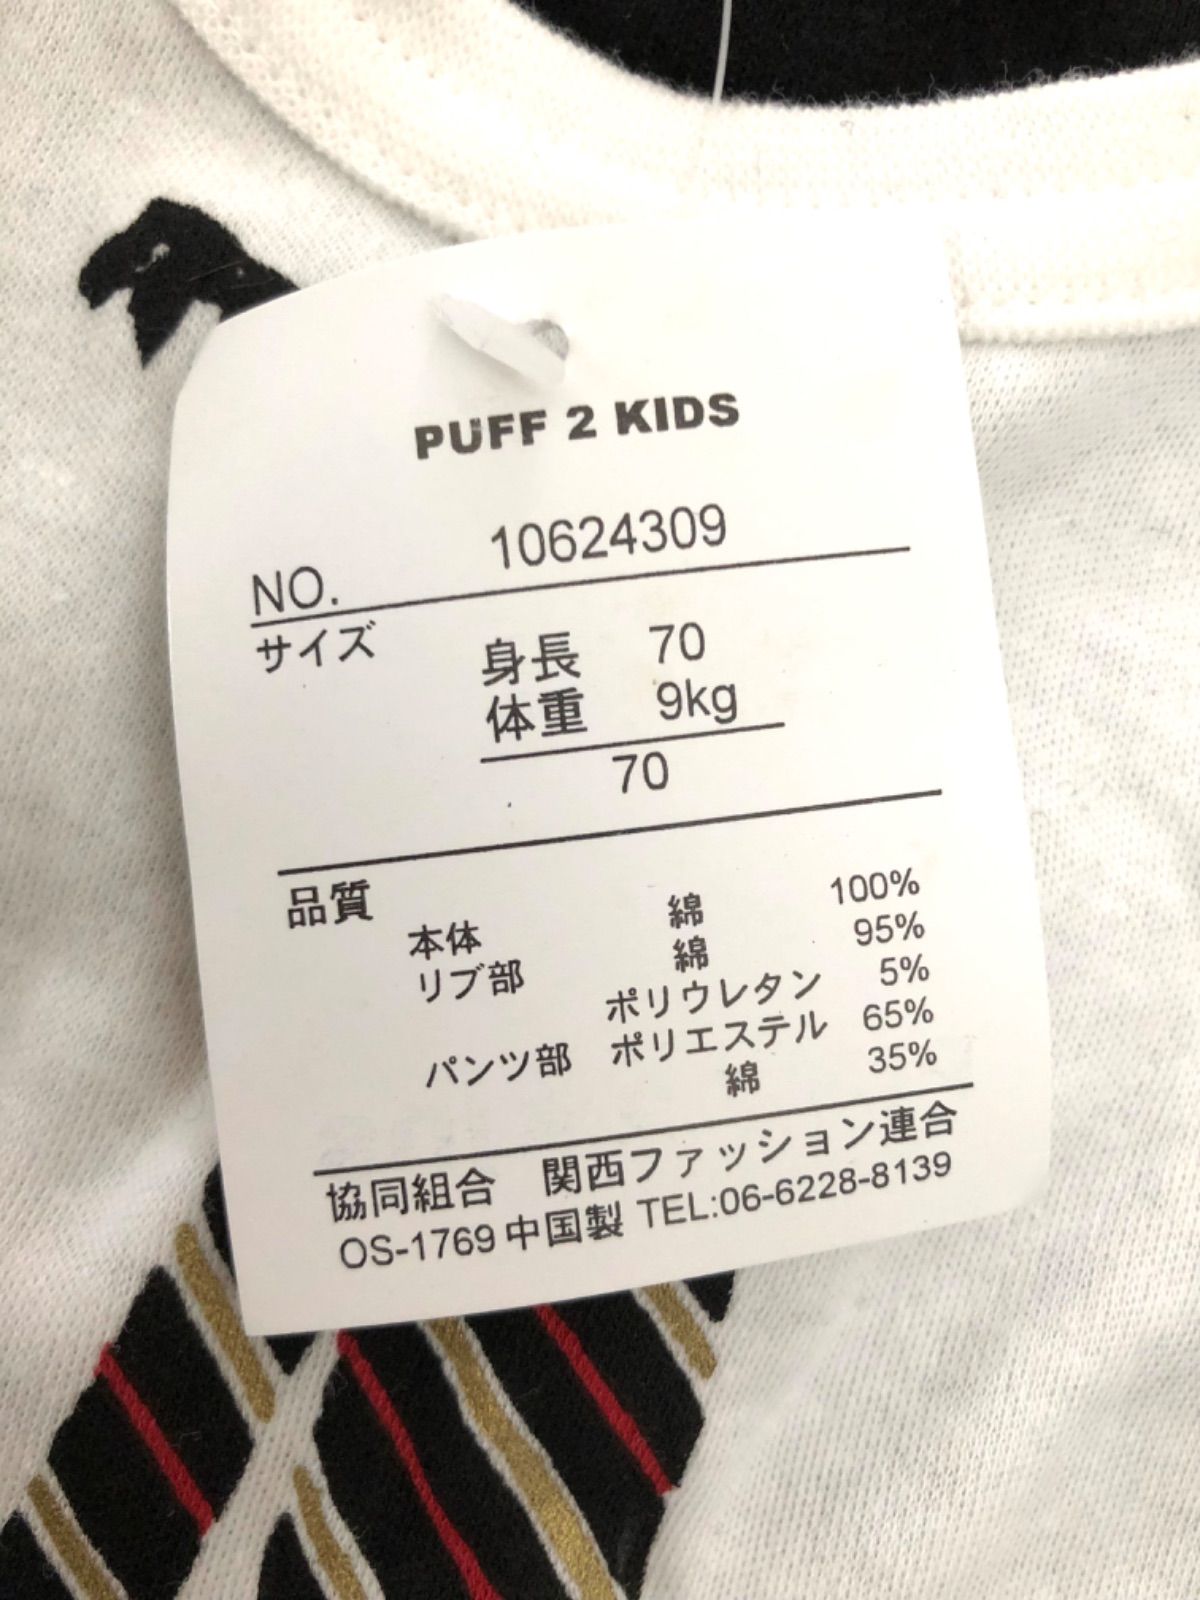 PUFF 2 KIDS
NO. 10624309
サイズ 身長 70
体重 9kg
70
品質
本体 綿 100%
リブ部 綿 95%
ポリウレタン 5%
パンツ部 ポリエステル 65%
綿 35%
協同組合 関西ファッション連合
OS-1769 中国製 TEL:06-6228-8139